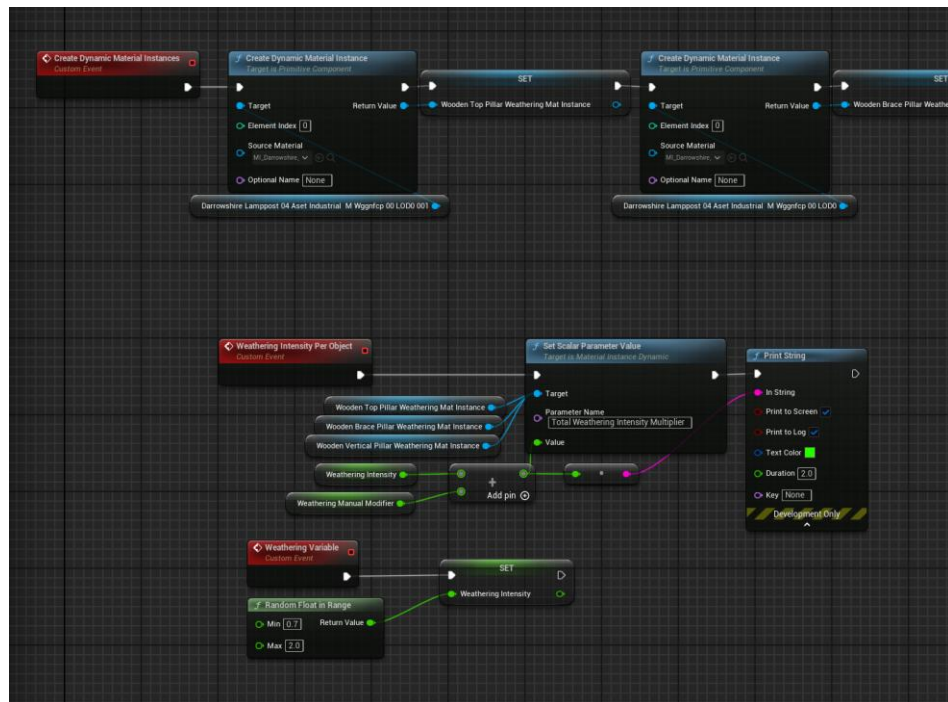 Create Dynamic Material Instances
Custom Event
Create Dynamic Material Instance
Target is Primitive Component
Target
Return Value
Element Index 0
Source Material
MI_Darrowshire_
Optional Name None
Darrowshire Lamppost 04 Aset Industrial M Wggnfcp 00 LOD0 001
SET
Wooden Top Pillar Weathering Mat Instance
Create Dynamic Material Instance
Target is Primitive Component
Target
Return Value
Element Index 0
Source Material
MI_Darrowshire_
Optional Name None
Darrowshire Lamppost 04 Aset Industrial M Wggnfcp 00 LOD0
SET
Wooden Brace Pillar Weathe
Weathering Intensity Per Object
Custom Event
Wooden Top Pillar Weathering Mat Instance
Wooden Brace Pillar Weathering Mat Instance
Wooden Vertical Pillar Weathering Mat Instance
Weathering Intensity
Weathering Manual Modifier
+
Add pin
Set Scalar Parameter Value
Target is Material Instance Dynamic
Target
Parameter Name
Total Weathering Intensity Multiplier
Value
Print String
In String
Print to Screen
Print to Log
Text Color
Duration 2.0
Key None
Development Only
Weathering Variable
Custom Event
SET
Weathering Intensity
Random Float in Range
Min 0.7
Return Value
Max 2.0